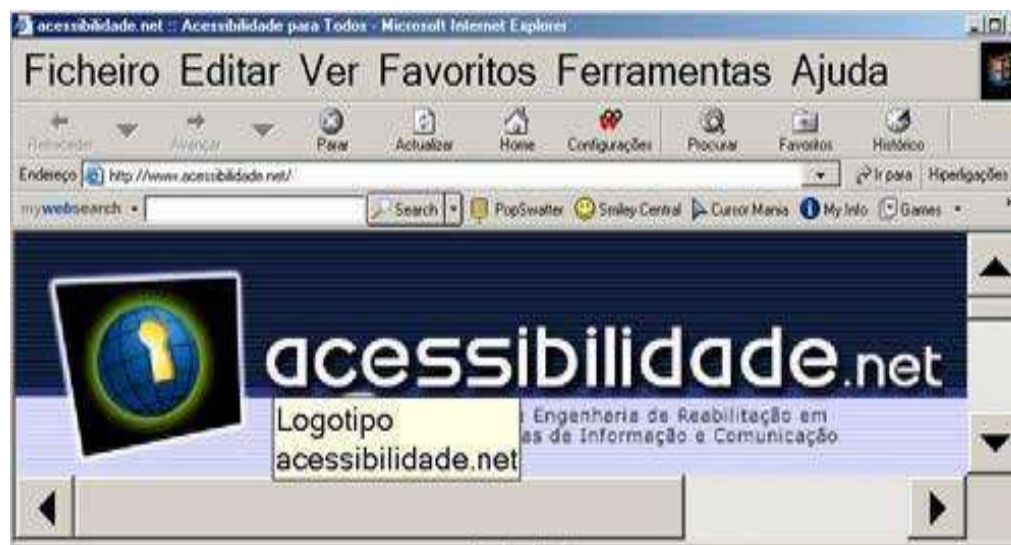 acessibilidade.net :: Acessibilidade para Todos - Microsoft Internet Explorer
Ficheiro Editar Ver Favoritos Ferramentas Ajuda
Retroceder Avançar Parar Actualizar Home Configurações Procurar Favoritos Histórico
Endereço http://www.acessibilidade.net/ Ir para Hiperligações
mywebsearch Search PopSwatter Smiley Central Cursor Mania My Info Games
acessibilidade.net
Engenharia de Reabilitação em
de Informação e Comunicação
Logotipo
acessibilidade.net